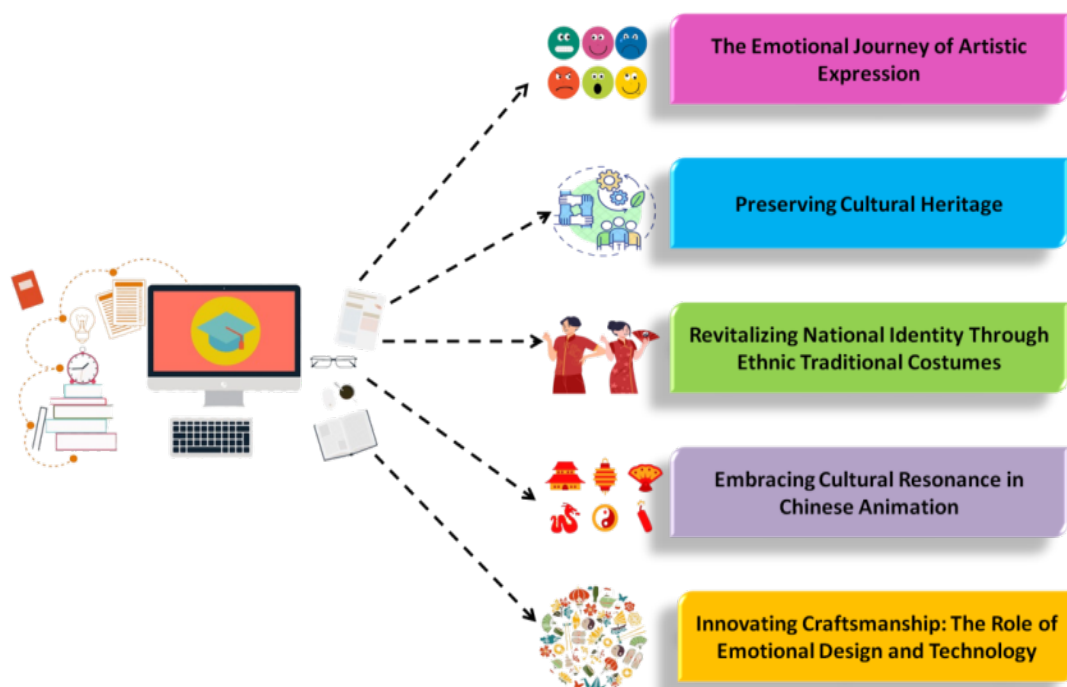 The Emotional Journey of Artistic
Expression
Preserving Cultural Heritage
Revitalizing National Identity Through
Ethnic Traditional Costumes
Embracing Cultural Resonance in
Chinese Animation
Innovating Craftsmanship: The Role of
Emotional Design and Technology